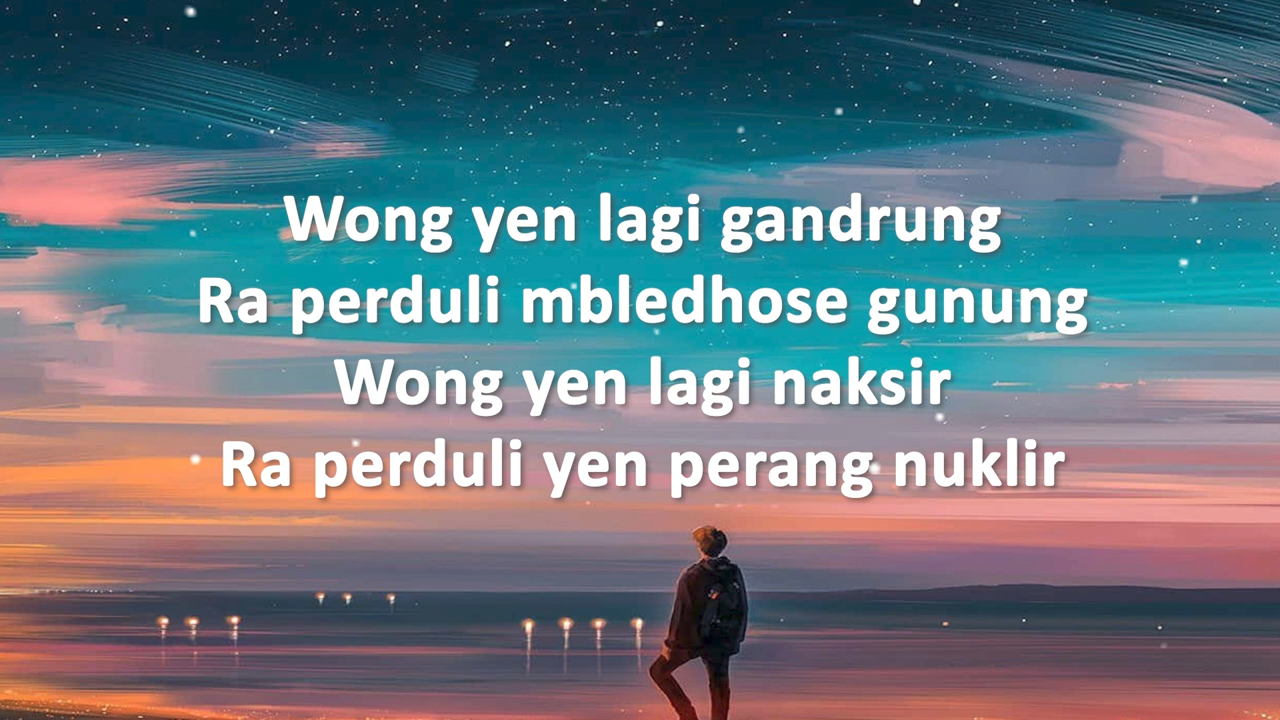 Wong yen lagi gandrung
Ra perduli mbledhose gunung
Wong yen lagi naksir
Ra perduli yen perang nuklir